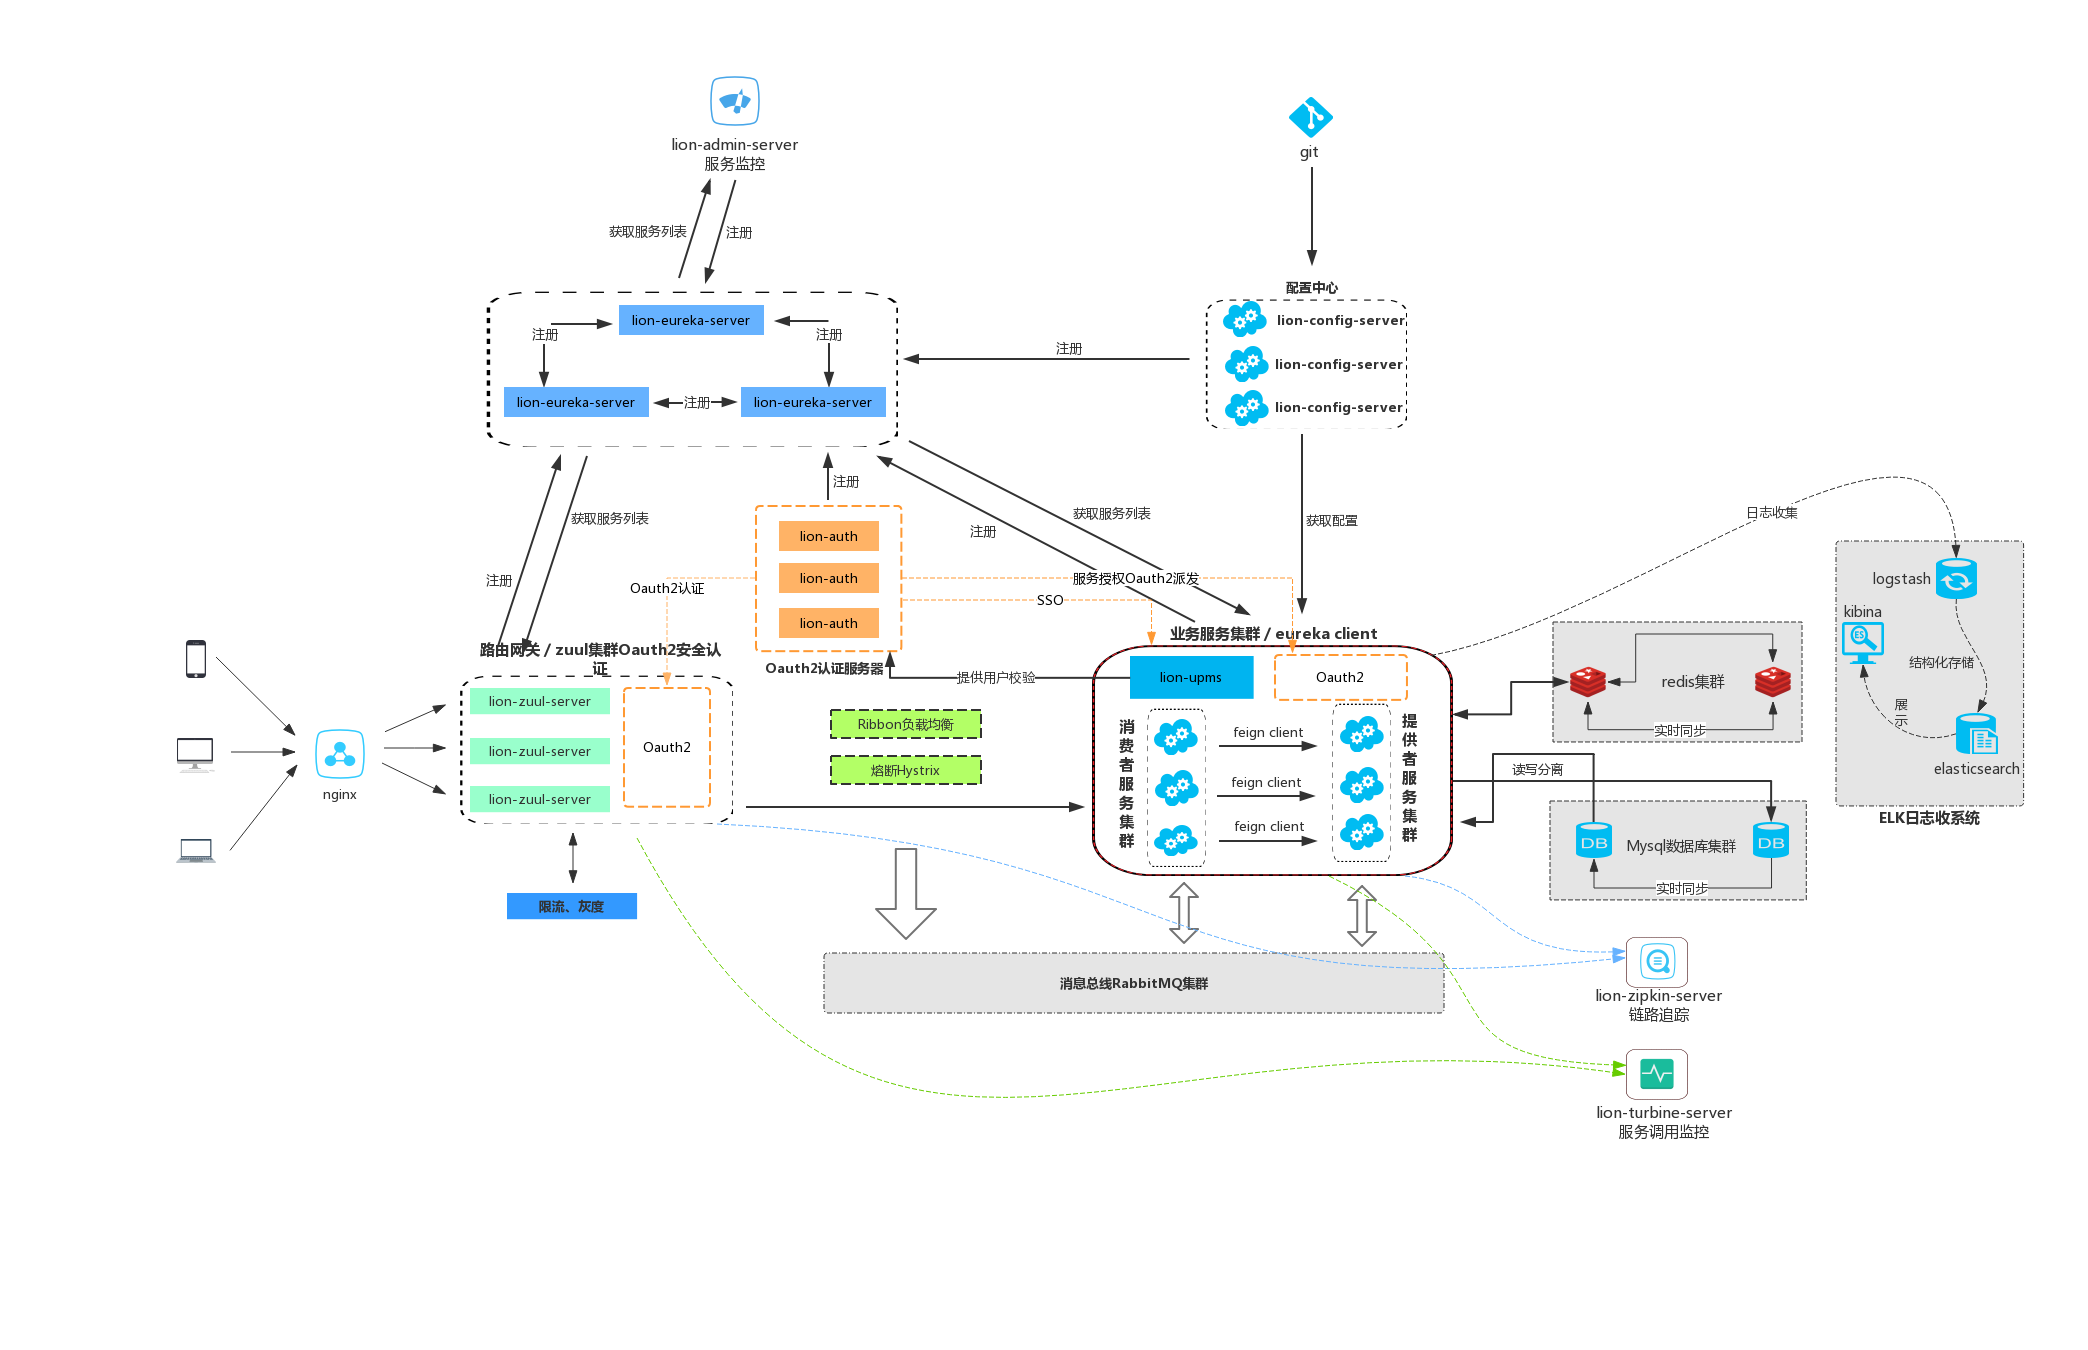 lion-admin-server
服务监控
git
获取服务列表
注册
配置中心
lion-eureka-server
注册
注册
lion-config-server
lion-config-server
lion-config-server
注册
lion-eureka-server
注册
lion-eureka-server
注册
获取服务列表
注册
获取服务列表
注册
获取配置
日志收集
lion-auth
lion-auth
lion-auth
Oauth2认证
服务授权Oauth2派发
SSO
logstash
kibina
ES
结构化存储
展
示
elasticsearch
ELK日志收系统
路由网关 / zuul集群Oauth2安全认
证
Oauth2认证服务器
业务服务集群 / eureka client
提供用户校验
lion-upms
Oauth2
redis集群
实时同步
lion-zuul-server
lion-zuul-server
lion-zuul-server
Oauth2
Ribbon负载均衡
熔断Hystrix
消
费
者
服
务
集
群
feign client
feign client
feign client
提
供
者
服
务
集
群
读写分离
DB
Mysql数据库集群
DB
实时同步
nginx
限流、灰度
消息总线RabbitMQ集群
lion-zipkin-server
链路追踪
lion-turbine-server
服务调用监控